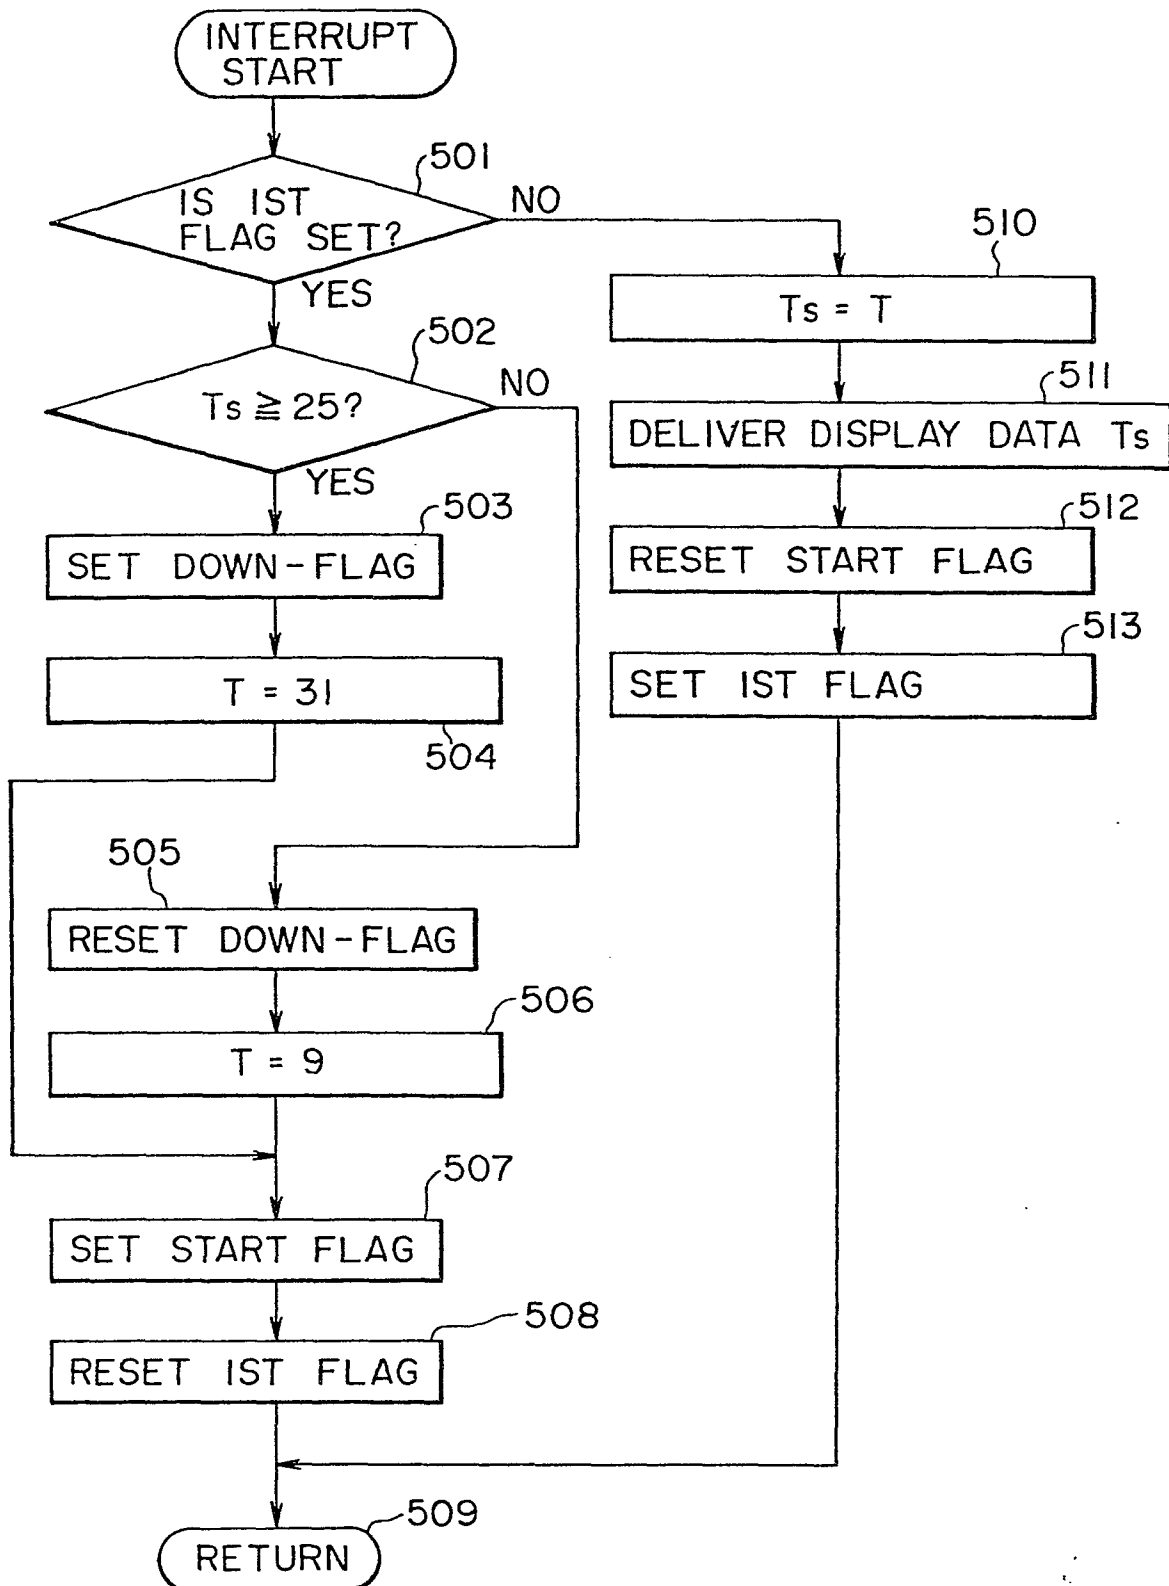 INTERRUPT
START
501
IS IST
FLAG SET?
NO
YES
502
Ts ≧ 25?
NO
YES
503
SET DOWN-FLAG
T = 31
504
505
RESET DOWN-FLAG
506
T = 9
507
SET START FLAG
508
RESET IST FLAG
509
RETURN
510
Ts = T
511
DELIVER DISPLAY DATA Ts
512
RESET START FLAG
513
SET IST FLAG